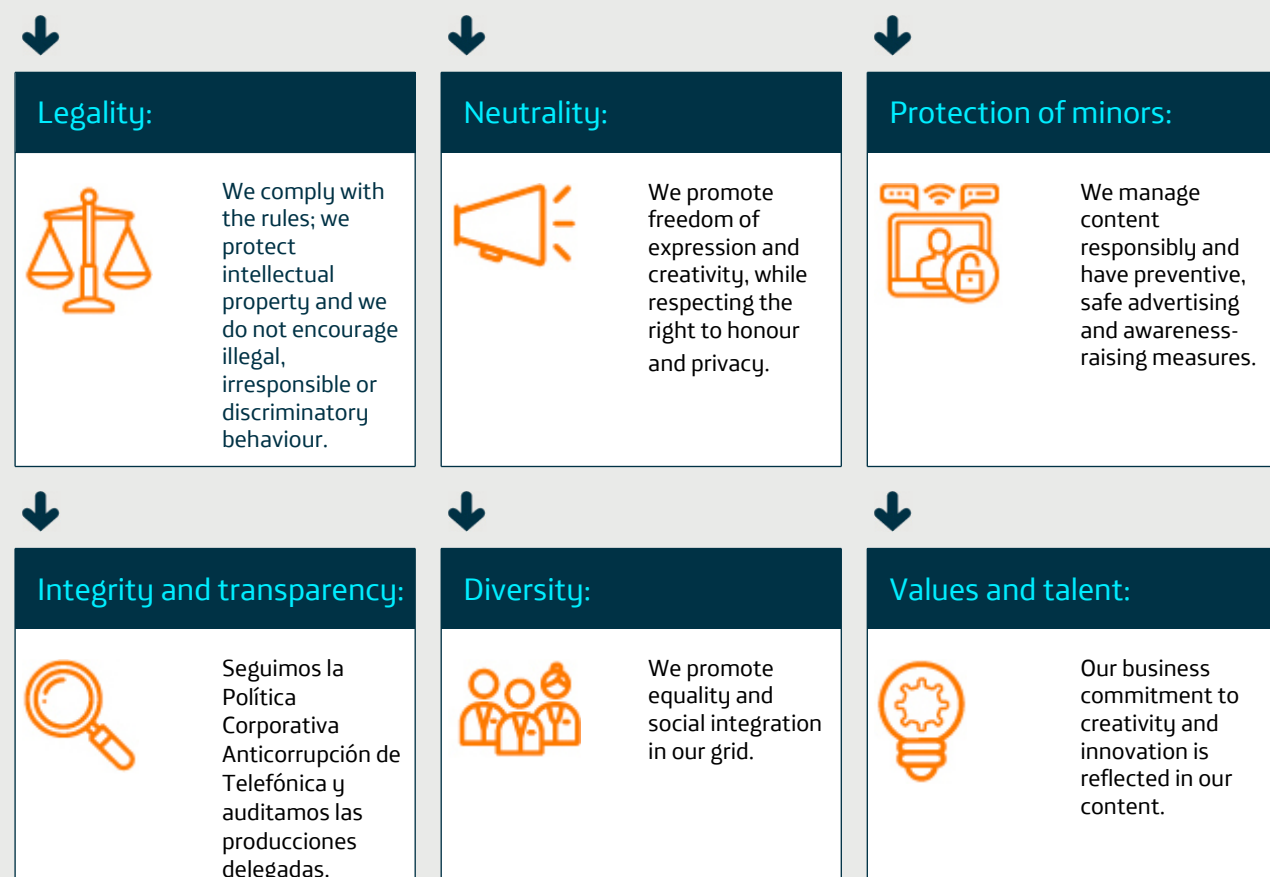 Legality:
We comply with
the rules; we
protect
intellectual
property and we
do not encourage
illegal,
irresponsible or
discriminatory
behaviour.
Neutrality:
We promote
freedom of
expression and
creativity, while
respecting the
right to honour
and privacy.
Protection of minors:
We manage
content
responsibly and
have preventive,
safe advertising
and awareness-
raising measures.
Integrity and transparency:
Seguimos la
Política
Corporativa
Anticorrupción de
Telefónica y
auditamos las
producciones
delegadas.
Diversity:
We promote
equality and
social integration
in our grid.
Values and talent:
Our business
commitment to
creativity and
innovation is
reflected in our
content.